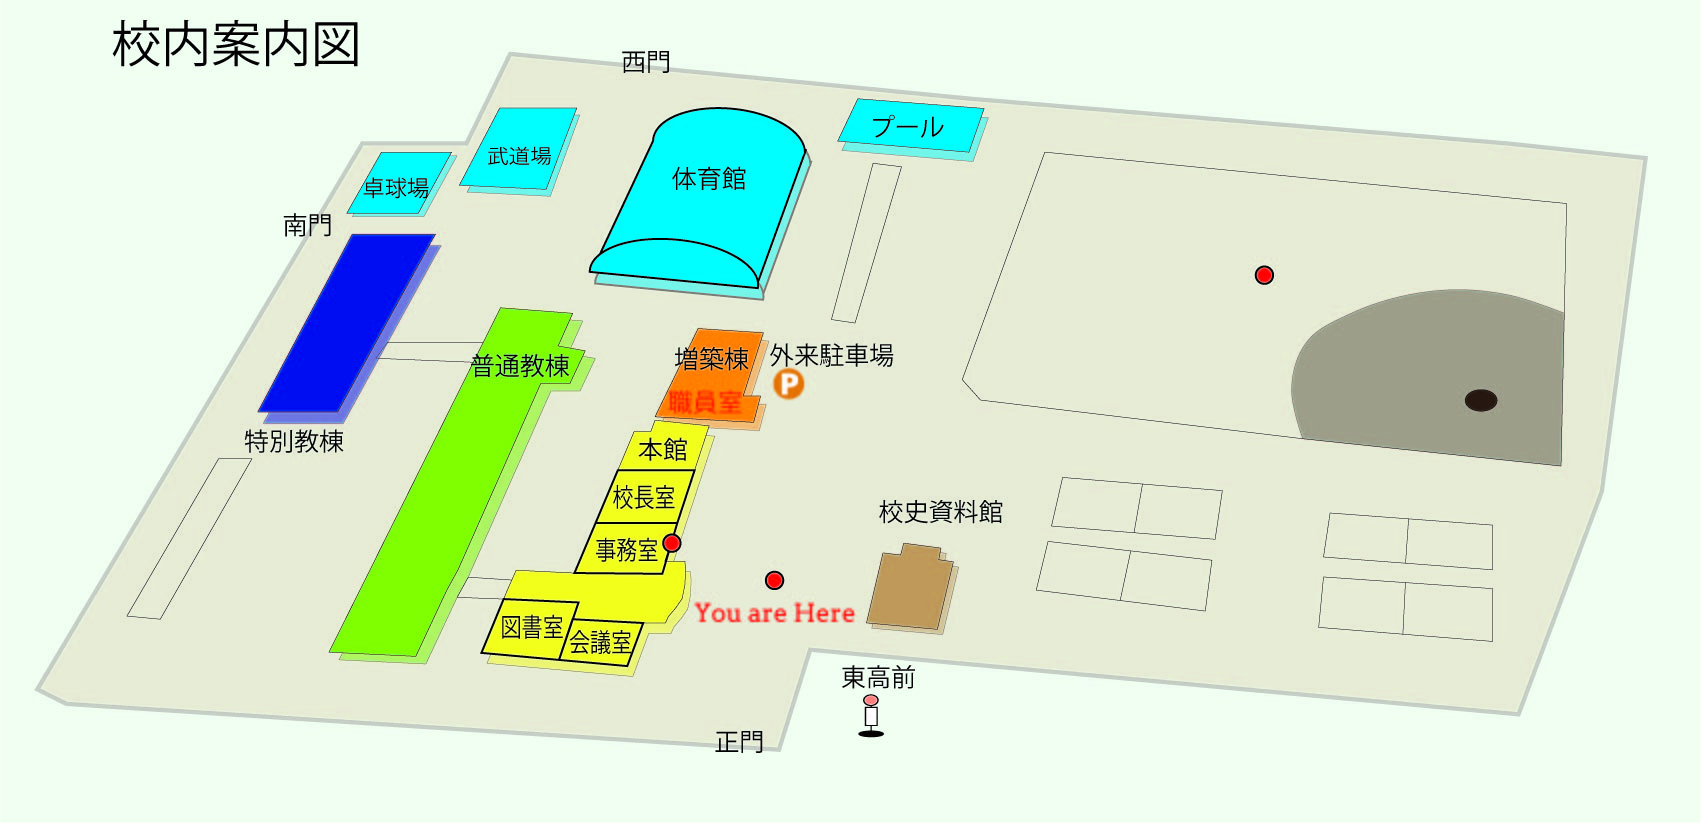 校内案内図
西門
プール
武道場
体育館
卓球場
南門
増築棟
外来駐車場
P
普通教棟
職員室
特別教棟
本館
校長室
校史資料館
事務室
You are Here
図書室
会議室
東高前
正門